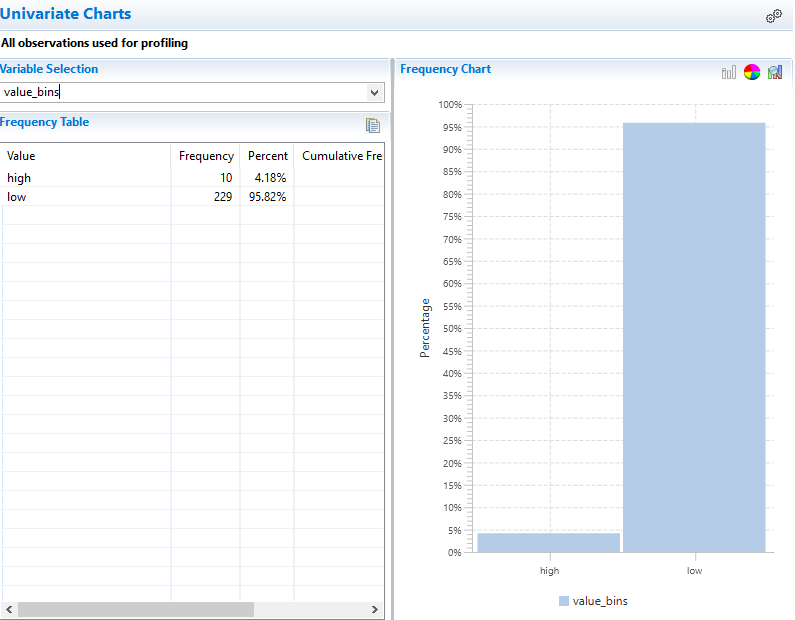 Univariate Charts
All observations used for profiling
Variable Selection
value_bins
Frequency Table
Value Frequency Percent Cumulative Fre
high 10 4.18%
low 229 95.82%
Frequency Chart
100%
95%
90%
85%
80%
75%
70%
65%
60%
55%
50%
45%
40%
35%
30%
25%
20%
15%
10%
5%
0%
Percentage
high low
value_bins